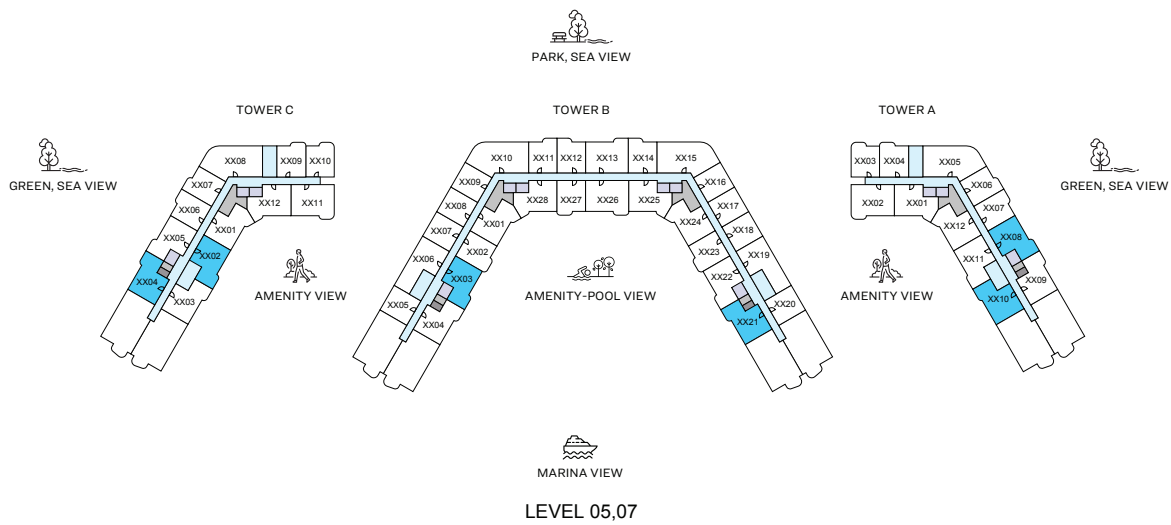 PARK, SEA VIEW
TOWER C
TOWER B
TOWER A
GREEN, SEA VIEW
GREEN, SEA VIEW
XX08
XX09
XX10
XX07
XX06
XX05
XX04
XX12
XX11
XX01
XX02
XX03
AMENITY VIEW
XX10
XX11
XX12
XX13
XX14
XX15
XX09
XX08
XX07
XX06
XX05
XX28
XX27
XX26
XX25
XX01
XX02
XX03
XX04
XX16
XX17
XX18
XX19
XX20
XX24
XX23
XX22
XX21
AMENITY-POOL VIEW
XX03
XX04
XX05
XX02
XX01
XX06
XX07
XX08
XX09
XX12
XX11
XX10
AMENITY VIEW
MARINA VIEW
LEVEL 05,07